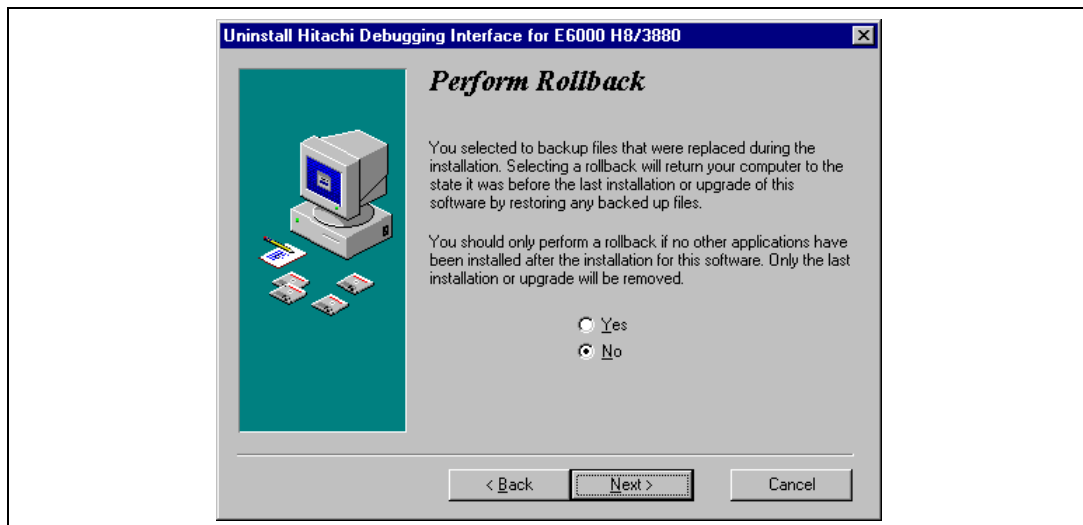 Uninstall Hitachi Debugging Interface for E6000 H8/3880
Perform Rollback
You selected to backup files that were replaced during the
installation. Selecting a rollback will return your computer to the
state it was before the last installation or upgrade of this
software by restoring any backed up files.
You should only perform a rollback if no other applications have
been installed after the installation for this software. Only the last
installation or upgrade will be removed.
Yes
No
< Back
Next >
Cancel